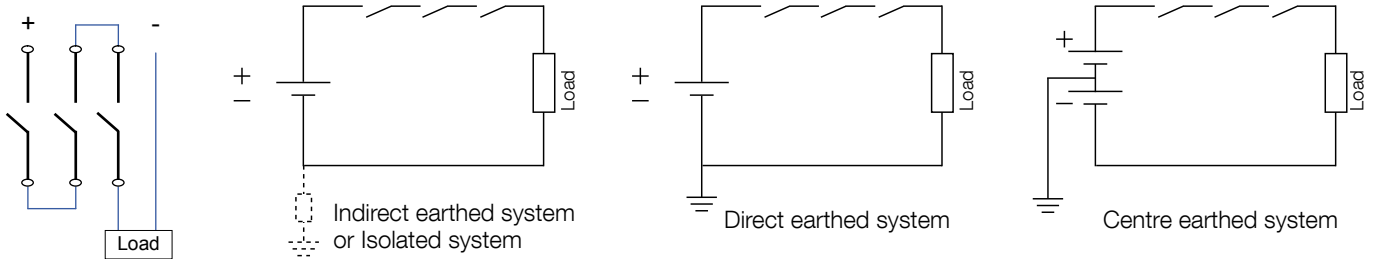 + -
Load
+
−
Load
Indirect earthed system
or Isolated system
+
−
Load
Direct earthed system
+
−
Load
Centre earthed system